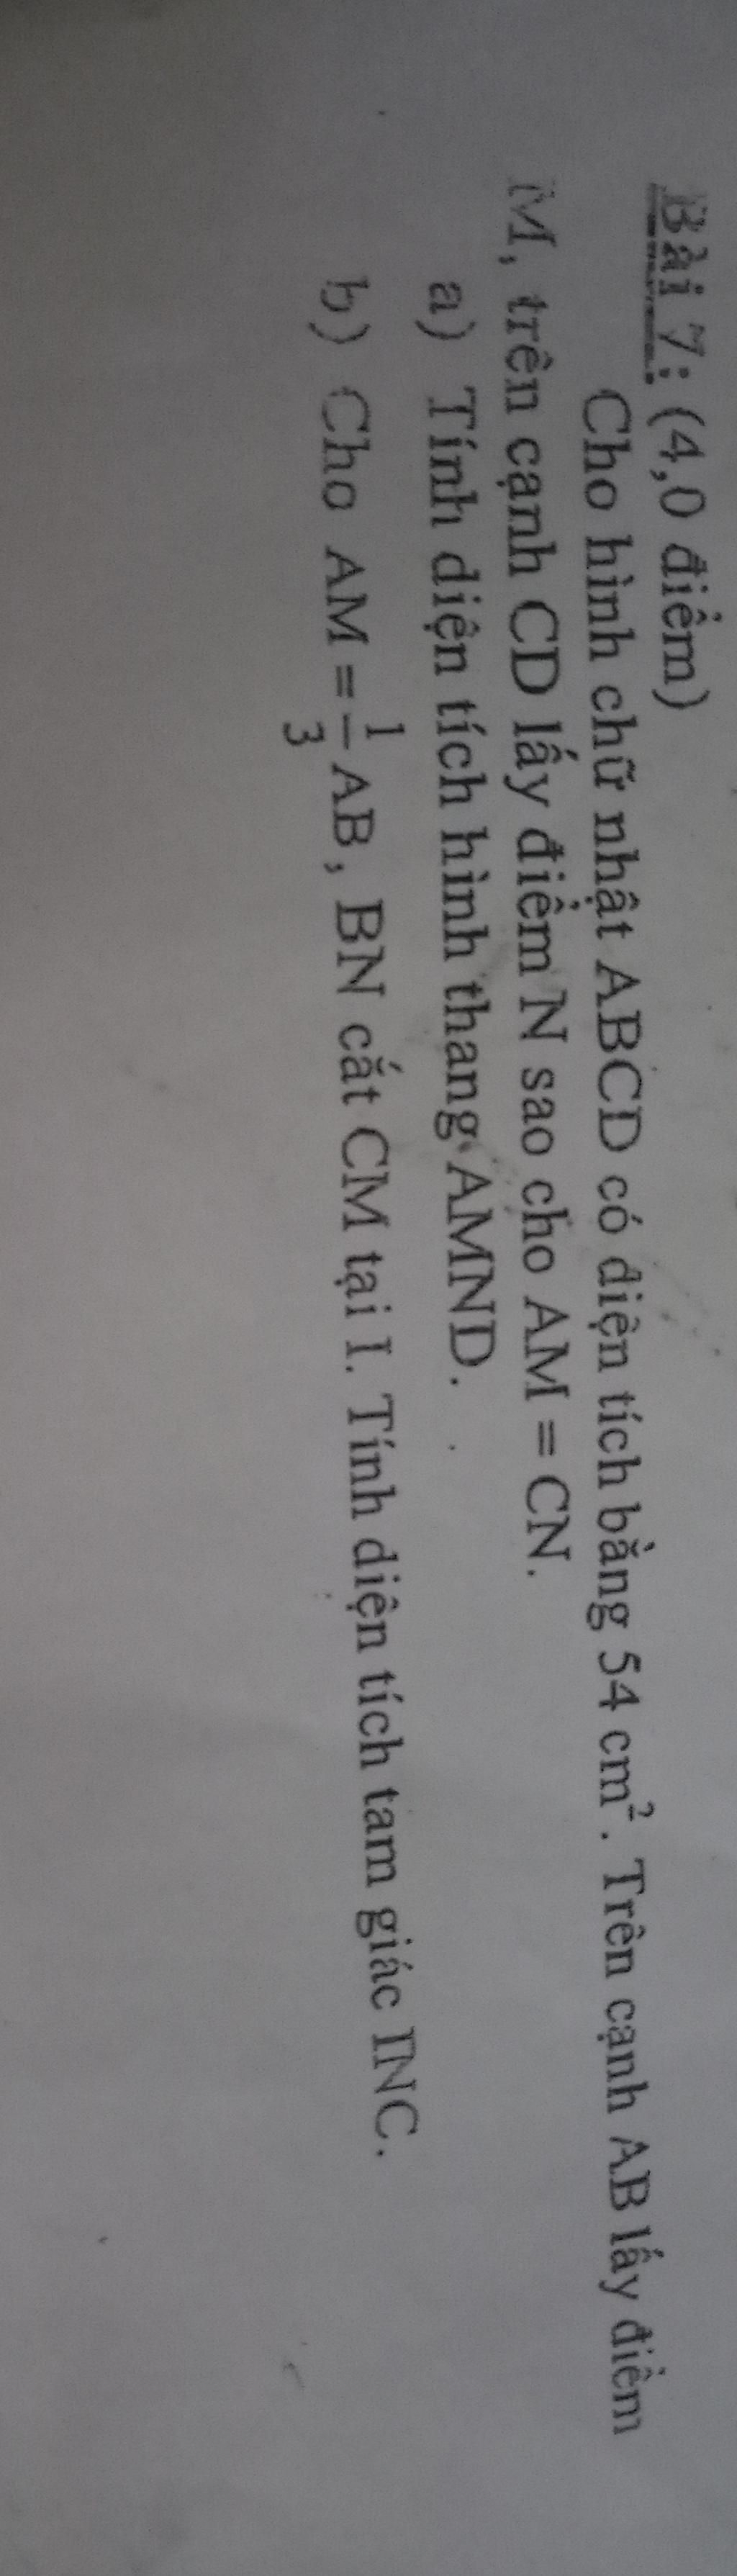 Bài 7: (4,0 điểm)
Cho hình chữ nhật ABCD có diện tích bằng 54 cm². Trên cạnh AB lấy điểm
M, trên cạnh CD lấy điểm N sao cho AM = CN.
a) Tính diện tích hình thang AMND.
b) Cho AM = 1/3 AB, BN cắt CM tại I. Tính diện tích tam giác INC.